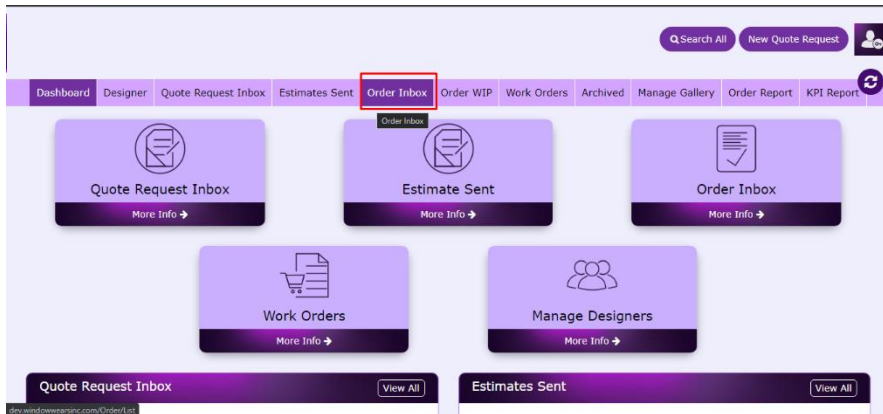 Search All
New Quote Request
Dashboard
Designer
Quote Request Inbox
Estimates Sent
Order Inbox
Order WIP
Work Orders
Archived
Manage Gallery
Order Report
KPI Report
Order Inbox
Quote Request Inbox
More Info
Estimate Sent
More Info
Order Inbox
More Info
Work Orders
More Info
Manage Designers
More Info
Quote Request Inbox
View All
Estimates Sent
View All
dev.windowwearsinc.com/Order/List